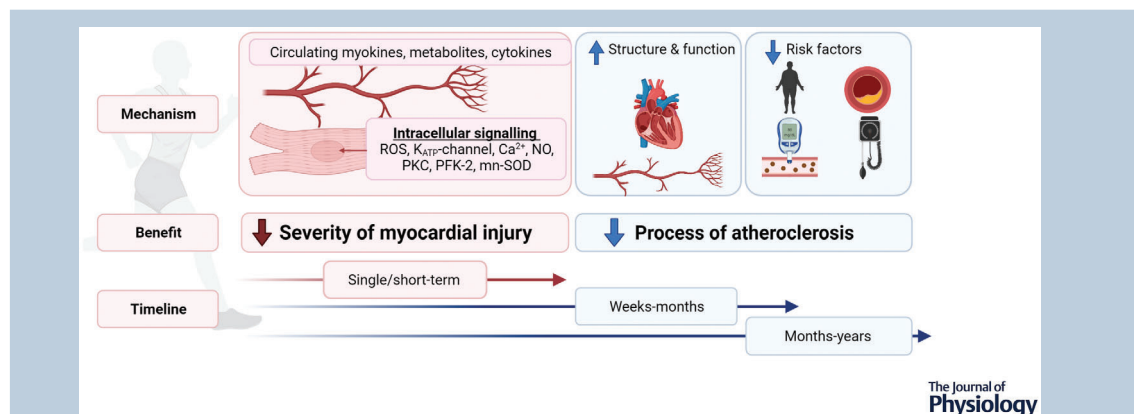 Mechanism
Circulating myokines, metabolites, cytokines
Intracellular signalling
ROS, KATP-channel, Ca2+, NO,
PKC, PFK-2, mn-SOD
Structure & function
Risk factors
Benefit
Severity of myocardial injury
Process of atheroclerosis
Timeline
Single/short-term
Weeks-months
Months-years
The Journal of
Physiology